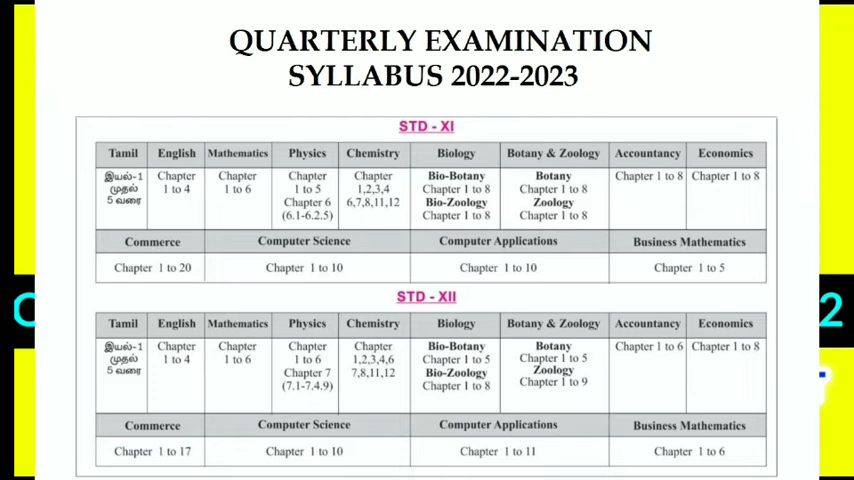 QUARTERLY EXAMINATION
SYLLABUS 2022-2023
STD - XI
Tamil English Mathematics Physics Chemistry Biology Botany & Zoology Accountancy Economics
இயல்-1 Chapter Chapter Chapter Chapter Bio-Botany Botany Chapter 1 to 8 Chapter 1 to 8
முதல் 1 to 4 1 to 6 1 to 5 1,2,3,4 Chapter 1 to 8 Chapter 1 to 8
5 வரை Chapter 6 6,7,8,11,12 Bio-Zoology Zoology
(6.1-6.2.5) Chapter 1 to 8 Chapter 1 to 8
Commerce Computer Science Computer Applications Business Mathematics
Chapter 1 to 20 Chapter 1 to 10 Chapter 1 to 10 Chapter 1 to 5
STD - XII
Tamil English Mathematics Physics Chemistry Biology Botany & Zoology Accountancy Economics
இயல்-1 Chapter Chapter Chapter Chapter Bio-Botany Botany Chapter 1 to 6 Chapter 1 to 8
முதல் 1 to 4 1 to 6 1 to 6 1,2,3,4,6 Chapter 1 to 5 Chapter 1 to 5
5 வரை Chapter 7 7,8,11,12 Bio-Zoology Zoology
(7.1-7.4.9) Chapter 1 to 8 Chapter 1 to 9
Commerce Computer Science Computer Applications Business Mathematics
Chapter 1 to 17 Chapter 1 to 10 Chapter 1 to 11 Chapter 1 to 6